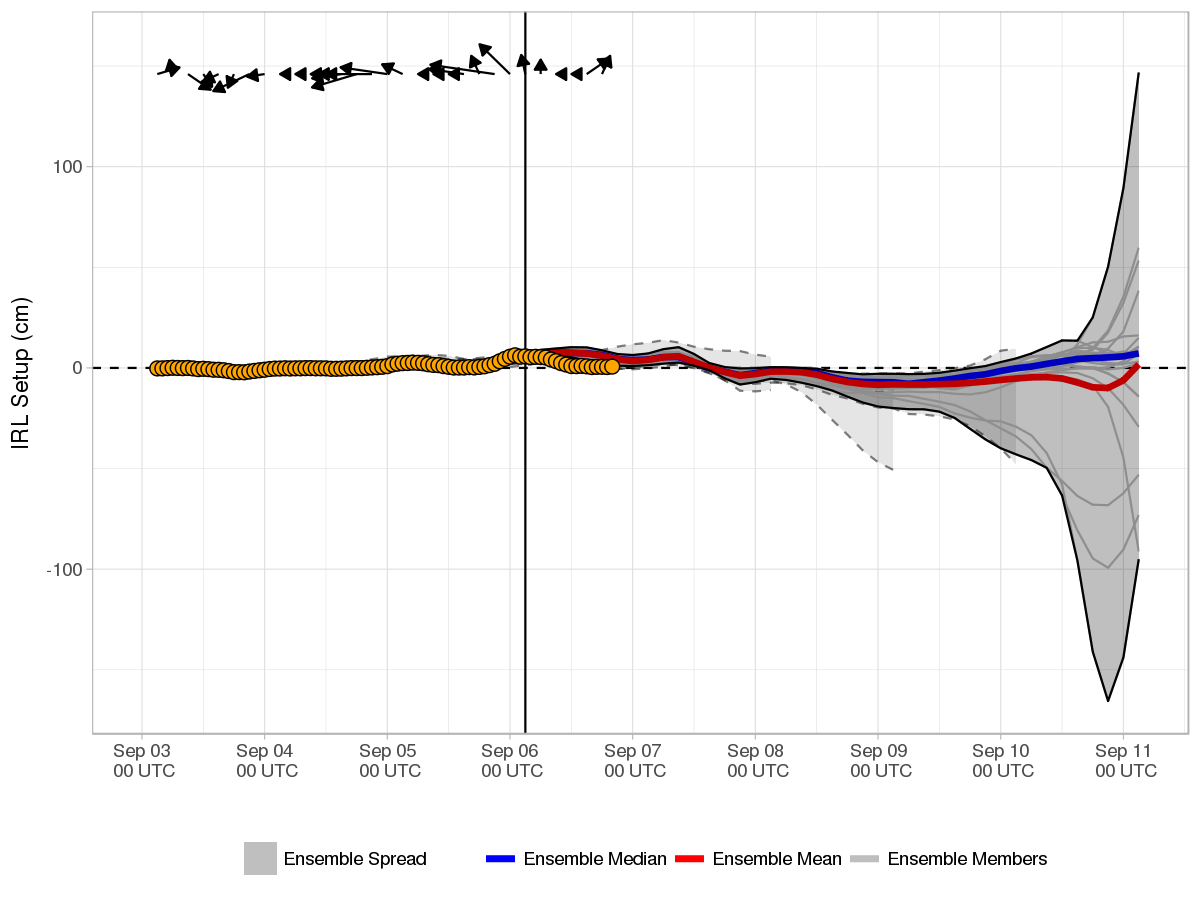 IRL Setup (cm)
100
0
-100
Sep 03 Sep 04 Sep 05 Sep 06 Sep 07 Sep 08 Sep 09 Sep 10 Sep 11
00 UTC 00 UTC 00 UTC 00 UTC 00 UTC 00 UTC 00 UTC 00 UTC 00 UTC
Ensemble Spread Ensemble Median Ensemble Mean Ensemble Members